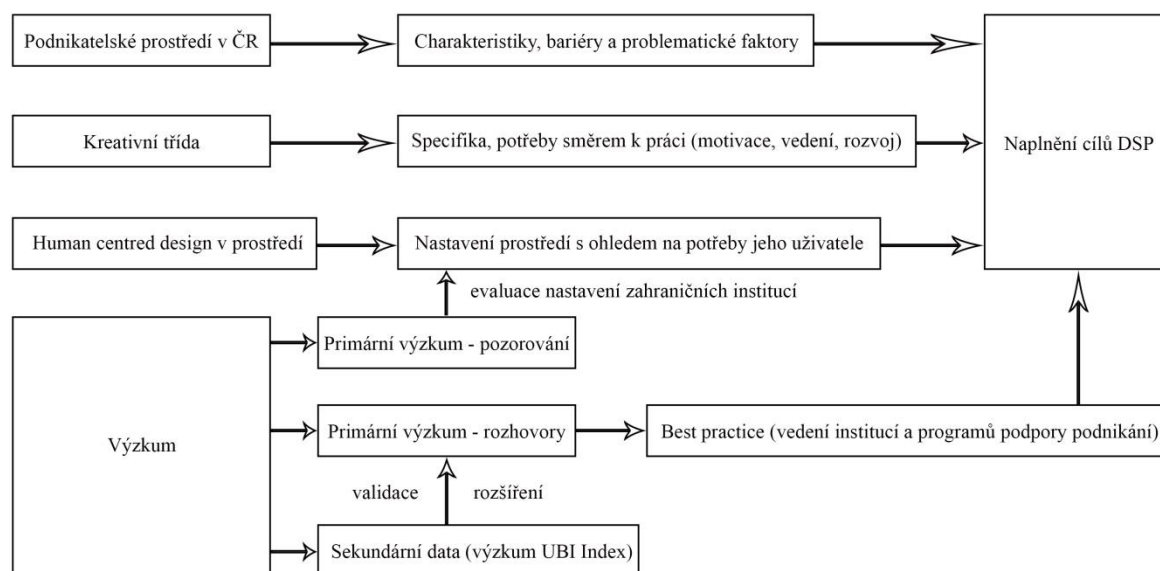 Podnikatelské prostředí v ČR
Charakteristiky, bariéry a problematické faktory
Kreativní třída
Specifika, potřeby směrem k práci (motivace, vedení, rozvoj)
Naplnění cílů DSP
Human centred design v prostředí
Nastavení prostředí s ohledem na potřeby jeho uživatele
evaluace nastavení zahraničních institucí
Primární výzkum - pozorování
Výzkum
Primární výzkum - rozhovory
Best practice (vedení institucí a programů podpory podnikání)
validace
rozšíření
Sekundární data (výzkum UBI Index)